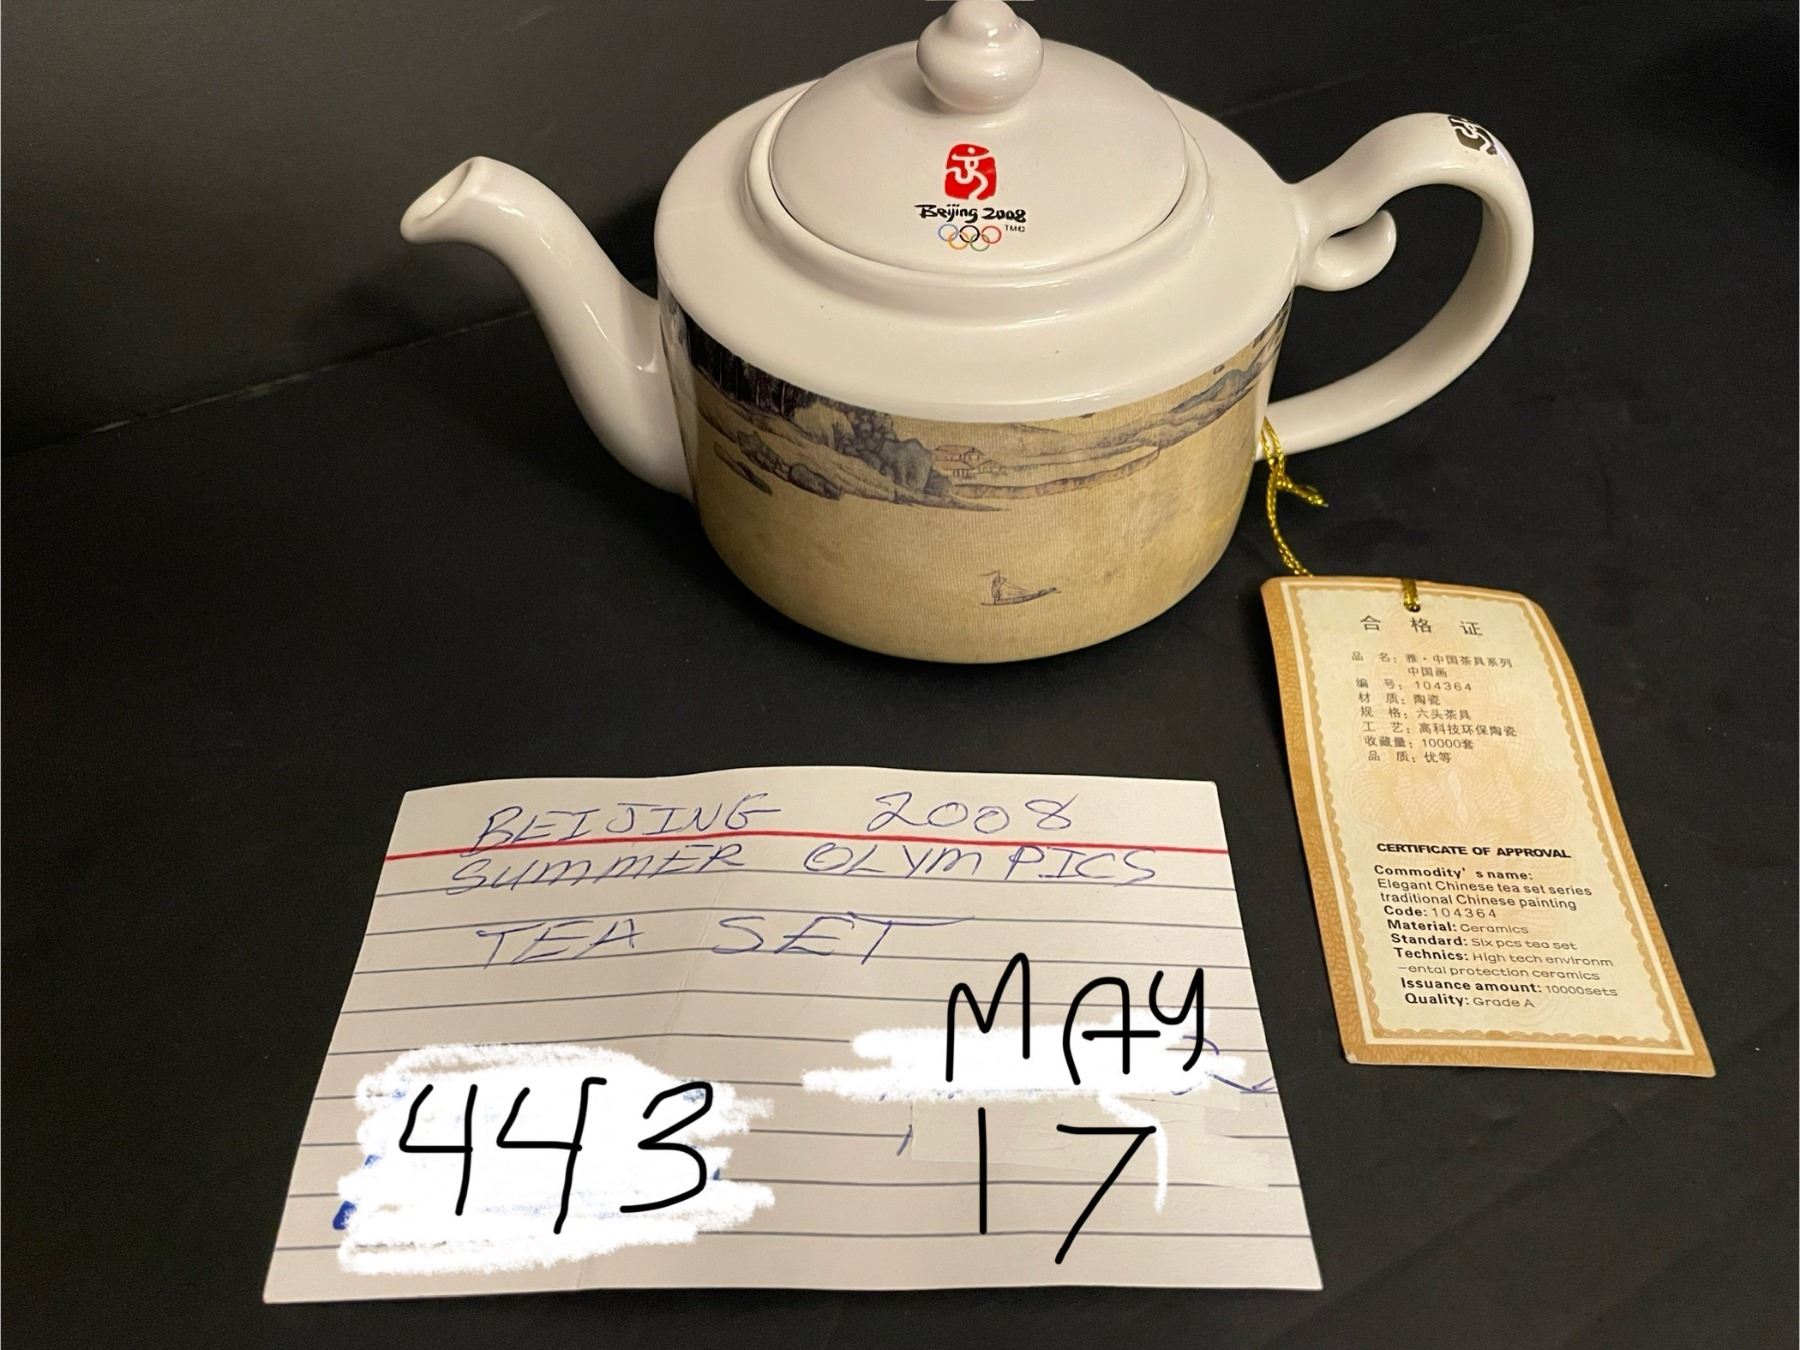 Beijing 2008
TM©
合格证
品 名：雅·中国茶具系列
中国画
编 号：104364
材 质：陶瓷
规 格：六头茶具
工 艺：高科技环保陶瓷
收藏量：10000套
品 质：优等
CERTIFICATE OF APPROVAL
Commodity' s name:
Elegant Chinese tea set series
traditional Chinese painting
Code: 104364
Material: Ceramics
Standard: Six pcs tea set
Technics: High tech environm
-ental protection ceramics
Issuance amount: 10000sets
Quality: Grade A
BEIJING 2008
SUMMER OLYMPICS
TEA SET
MAY
443 17